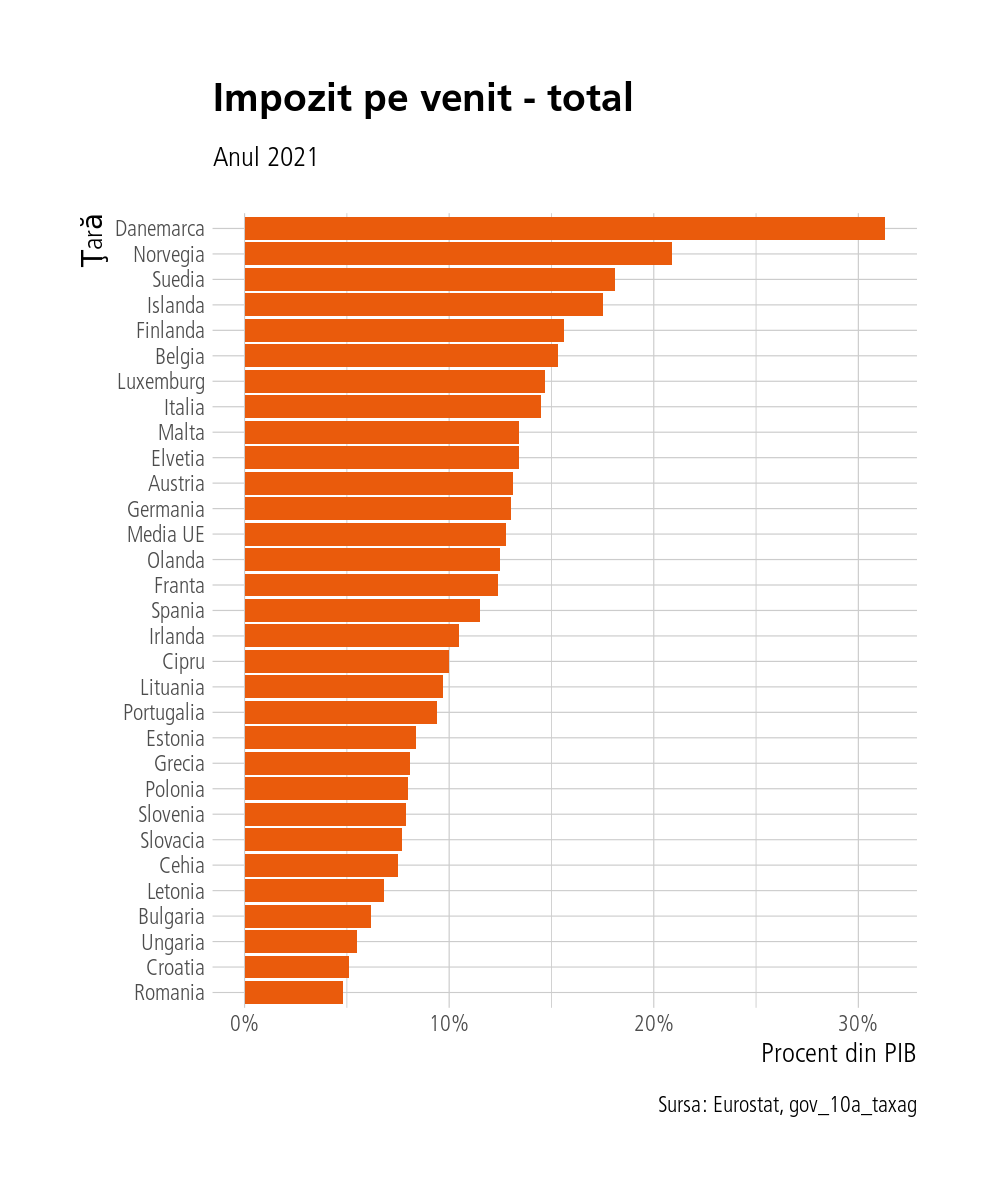 Impozit pe venit - total
Anul 2021
Ţară
Danemarca
Norvegia
Suedia
Islanda
Finlanda
Belgia
Luxemburg
Italia
Malta
Elvetia
Austria
Germania
Media UE
Olanda
Franta
Spania
Irlanda
Cipru
Lituania
Portugalia
Estonia
Grecia
Polonia
Slovenia
Slovacia
Cehia
Letonia
Bulgaria
Ungaria
Croatia
Romania
0% 10% 20% 30%
Procent din PIB
Sursa: Eurostat, gov_10a_taxag